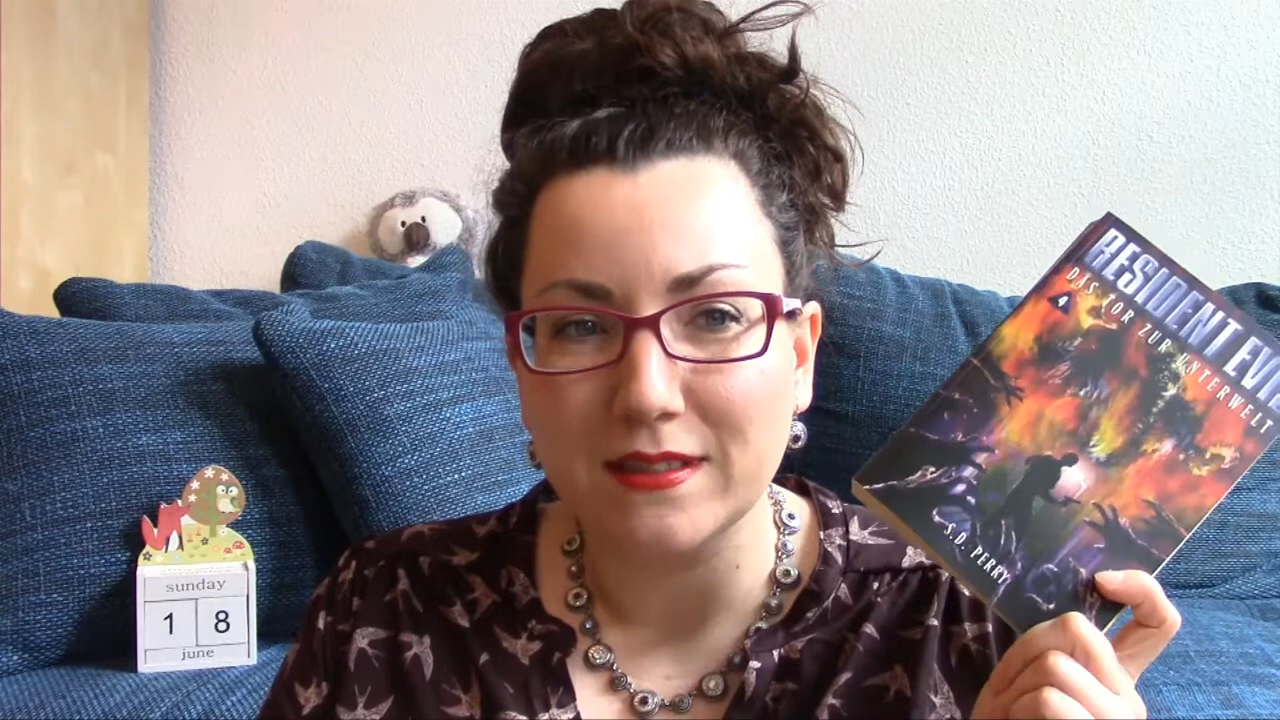 RESIDENT EVIL
DAS TOR ZUR UNTERWELT
4
S.D. PERRY
sunday
1 8
june